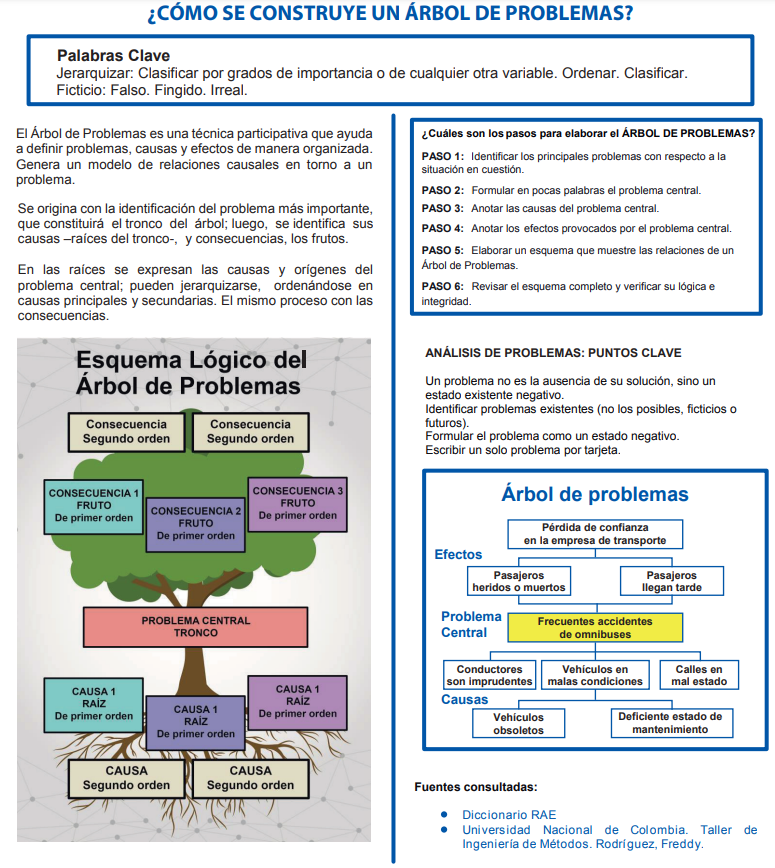 ¿CÓMO SE CONSTRUYE UN ÁRBOL DE PROBLEMAS?
Palabras Clave
Jerarquizar: Clasificar por grados de importancia o de cualquier otra variable. Ordenar. Clasificar.
Ficticio: Falso. Fingido. Irreal.
El Árbol de Problemas es una técnica participativa que ayuda
a definir problemas, causas y efectos de manera organizada.
Genera un modelo de relaciones causales en torno a un
problema.
Se origina con la identificación del problema más importante,
que constituirá el tronco del árbol; luego, se identifica sus
causas –raíces del tronco-, y consecuencias, los frutos.
En las raíces se expresan las causas y orígenes del
problema central; pueden jerarquizarse, ordenándose en
causas principales y secundarias. El mismo proceso con las
consecuencias.
Esquema Lógico del
Árbol de Problemas
Consecuencia
Segundo orden
Consecuencia
Segundo orden
CONSECUENCIA 1
FRUTO
De primer orden
CONSECUENCIA 2
FRUTO
De primer orden
CONSECUENCIA 3
FRUTO
De primer orden
PROBLEMA CENTRAL
TRONCO
CAUSA 1
RAÍZ
De primer orden
CAUSA 1
RAÍZ
De primer orden
CAUSA 1
RAÍZ
De primer orden
CAUSA
Segundo orden
CAUSA
Segundo orden
¿Cuáles son los pasos para elaborar el ÁRBOL DE PROBLEMAS?
PASO 1: Identificar los principales problemas con respecto a la
situación en cuestión.
PASO 2: Formular en pocas palabras el problema central.
PASO 3: Anotar las causas del problema central.
PASO 4: Anotar los efectos provocados por el problema central.
PASO 5: Elaborar un esquema que muestre las relaciones de un
Árbol de Problemas.
PASO 6: Revisar el esquema completo y verificar su lógica e
integridad.
ANÁLISIS DE PROBLEMAS: PUNTOS CLAVE
Un problema no es la ausencia de su solución, sino un
estado existente negativo.
Identificar problemas existentes (no los posibles, ficticios o
futuros).
Formular el problema como un estado negativo.
Escribir un solo problema por tarjeta.
Árbol de problemas
Pérdida de confianza
en la empresa de transporte
Efectos
Pasajeros
heridos o muertos
Pasajeros
llegan tarde
Problema
Central
Frecuentes accidentes
de omnibuses
Conductores
son imprudentes
Vehículos en
malas condiciones
Calles en
mal estado
Causas
Vehículos
obsoletos
Deficiente estado de
mantenimiento
Fuentes consultadas:
● Diccionario RAE
● Universidad Nacional de Colombia. Taller de
Ingeniería de Métodos. Rodríguez, Freddy.